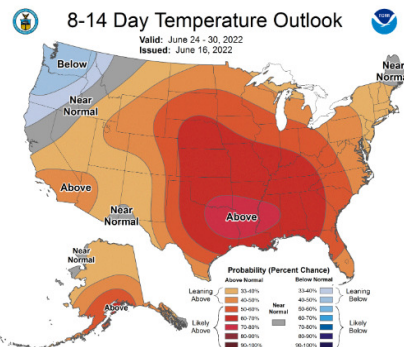 8-14 Day Temperature Outlook
Valid: June 24 - 30, 2022
Issued: June 16, 2022
Below
Near
Normal
Near
Norma
Above
Near
Normal
Above
Near
Normal
Above
Probability (Percent Chance)
Above Normal
Below Normal
Leaning
Above
33-40%
40-50%
50-60%
Near
Normal
33-40%
40-50%
50-60%
Leaning
Below
Likely
Above
60-70%
70-80%
80-90%
90-100%
60-70%
70-80%
80-90%
90-100%
Likely
Below